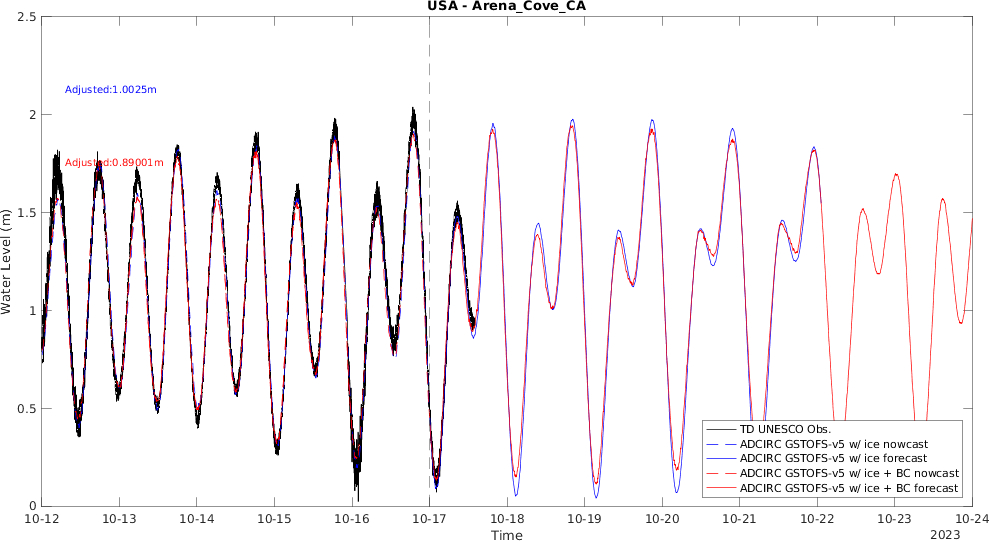 USA - Arena_Cove_CA
2.5
2
1.5
1
0.5
0
Water Level (m)
Adjusted:1.0025m
Adjusted:0.89001m
TD UNESCO Obs.
ADCIRC GSTOFS-v5 w/ ice nowcast
ADCIRC GSTOFS-v5 w/ ice forecast
ADCIRC GSTOFS-v5 w/ ice + BC nowcast
ADCIRC GSTOFS-v5 w/ ice + BC forecast
10-12 10-13 10-14 10-15 10-16 10-17 10-18 10-19 10-20 10-21 10-22 10-23 10-24
Time
2023